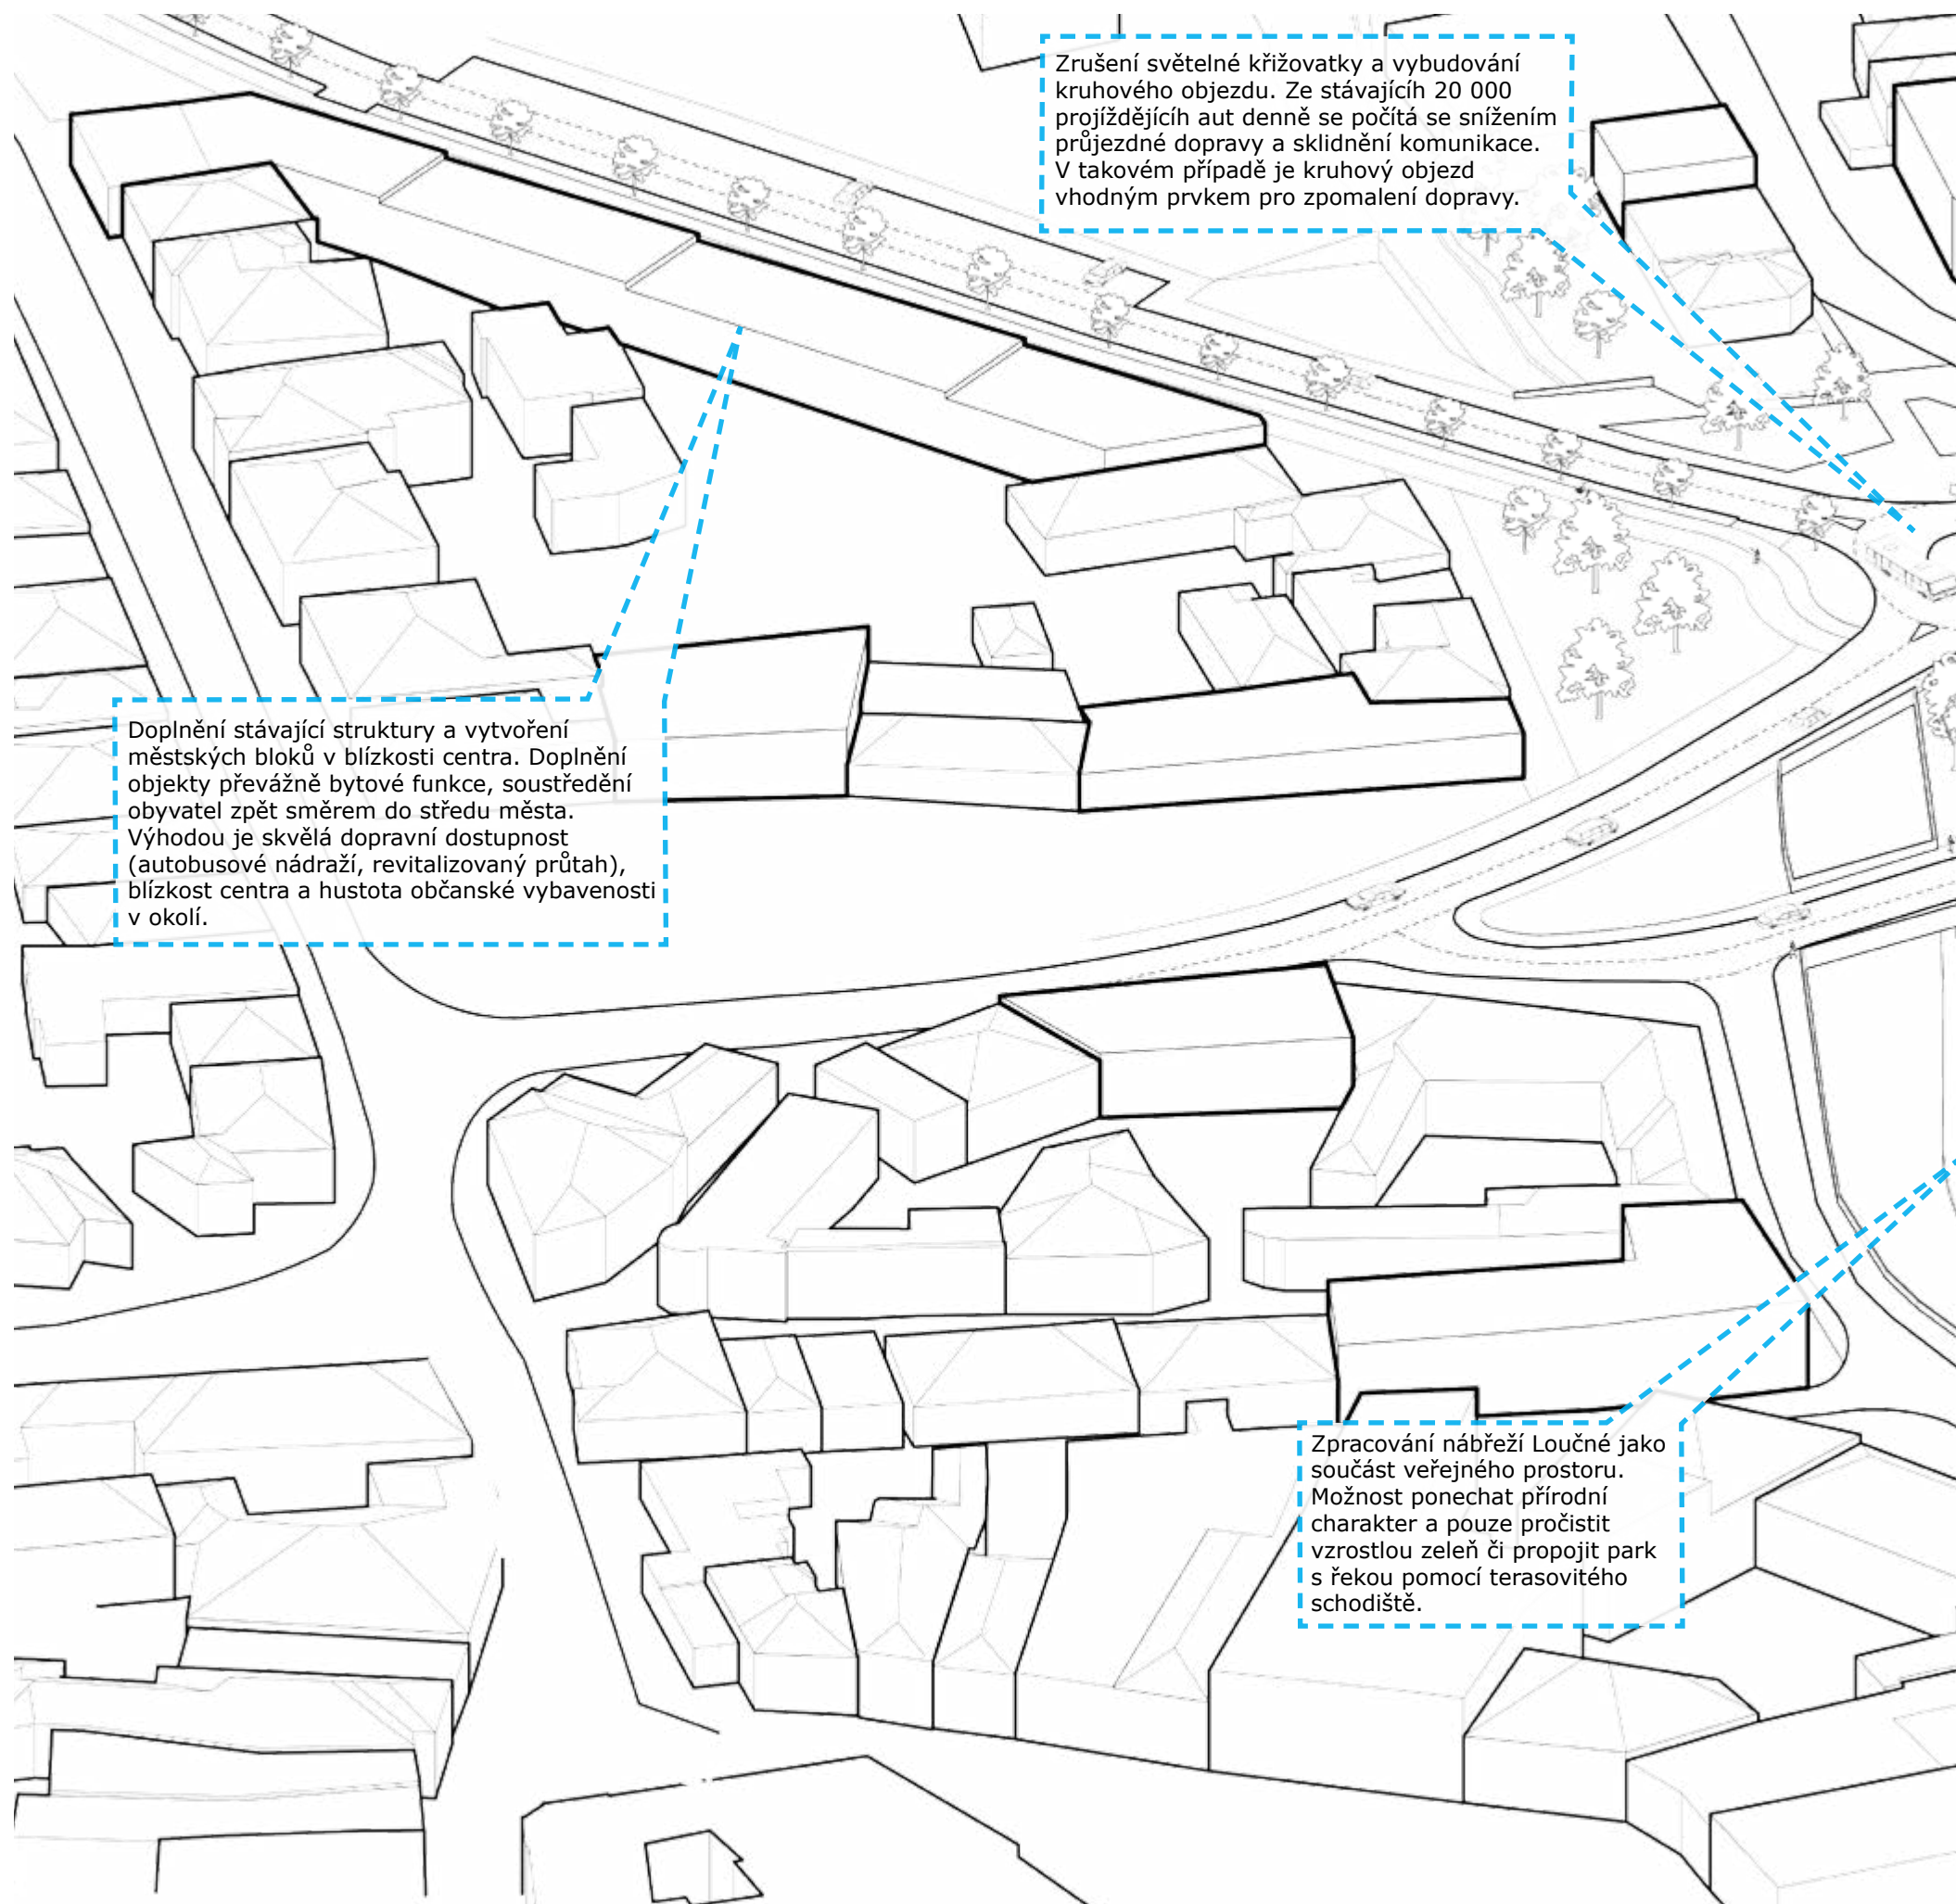 Zrušení světelné křižovatky a vybudování
kruhového objezdu. Ze stávajícíh 20 000
projíždějícíh aut denně se počítá se snížením
průjezdné dopravy a sklidnění komunikace.
V takovém případě je kruhový objezd
vhodným prvkem pro zpomalení dopravy.
Doplnění stávající struktury a vytvoření
městských bloků v blízkosti centra. Doplnění
objekty převážně bytové funkce, soustředění
obyvatel zpět směrem do středu města.
Výhodou je skvělá dopravní dostupnost
(autobusové nádraží, revitalizovaný průtah),
blízkost centra a hustota občanské vybavenosti
v okolí.
Zpracování nábřeží Loučné jako
součást veřejného prostoru.
Možnost ponechat přírodní
charakter a pouze pročistit
vzrostlou zeleň či propojit park
s řekou pomocí terasovitého
schodiště.